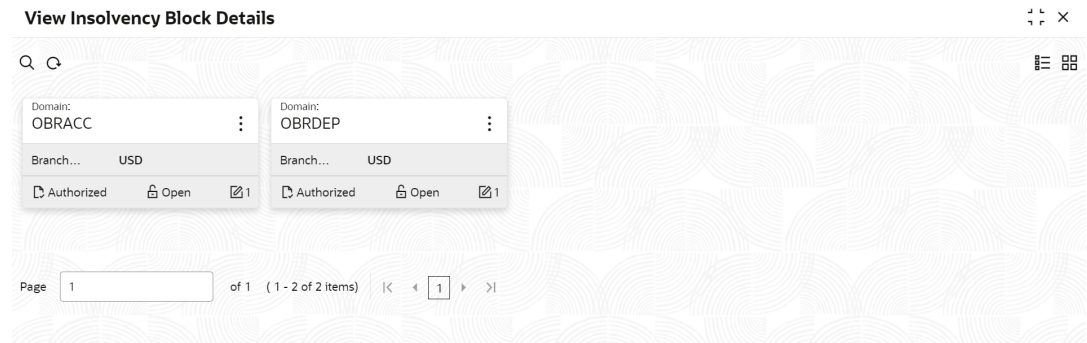 View Insolvency Block Details
Domain:
OBRACC
Branch... USD
Authorized Open 1
Domain:
OBRDEP
Branch... USD
Authorized Open 1
Page 1 of 1 ( 1 - 2 of 2 items) 1